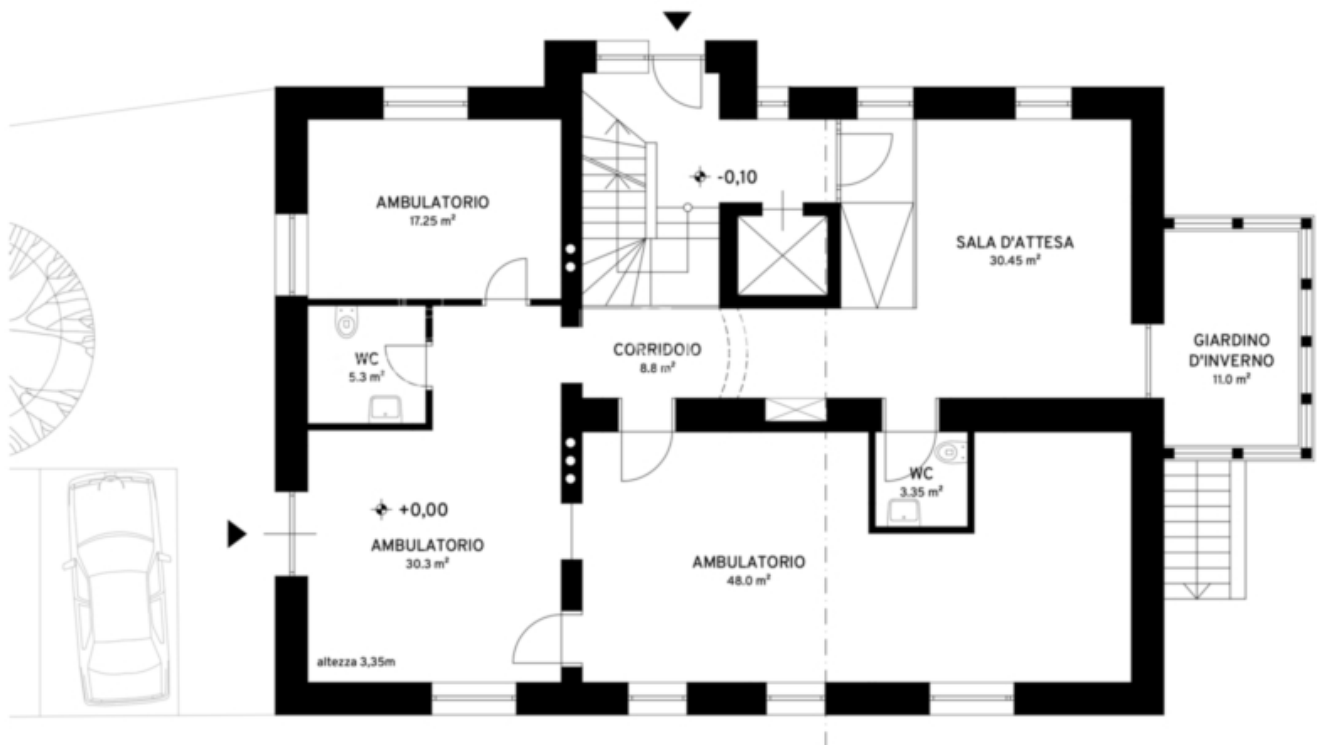 -0,10
AMBULATORIO
17.25 m²
SALA D'ATTESA
30.45 m²
WC
5.3 m²
CORRIDOIO
8.8 m²
GIARDINO
D'INVERNO
11.0 m²
WC
3.35 m²
+0,00
AMBULATORIO
30.3 m²
AMBULATORIO
48.0 m²
altezza 3,35m